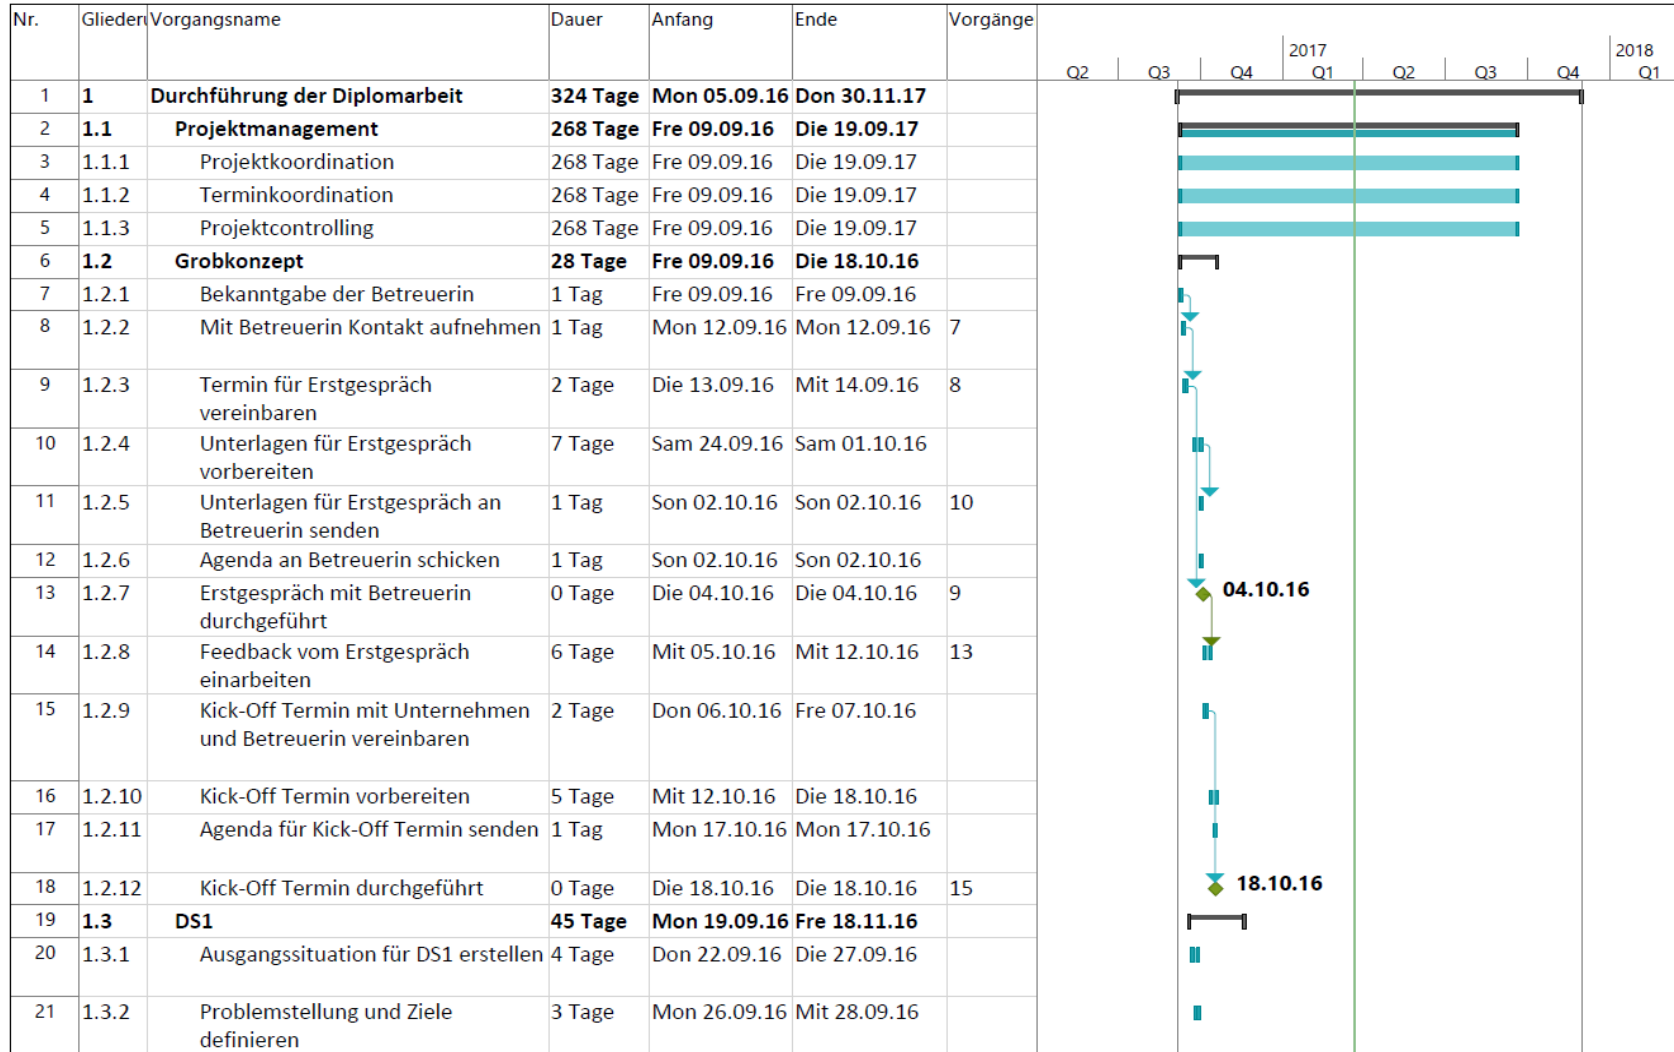 Nr. Gliederu Vorgangsname Dauer Anfang Ende Vorgänge
2017 2018
Q2 Q3 Q4 Q1 Q2 Q3 Q4 Q1
1 1 Durchführung der Diplomarbeit 324 Tage Mon 05.09.16 Don 30.11.17
2 1.1 Projektmanagement 268 Tage Fre 09.09.16 Die 19.09.17
3 1.1.1 Projektkoordination 268 Tage Fre 09.09.16 Die 19.09.17
4 1.1.2 Terminkoordination 268 Tage Fre 09.09.16 Die 19.09.17
5 1.1.3 Projektcontrolling 268 Tage Fre 09.09.16 Die 19.09.17
6 1.2 Grobkonzept 28 Tage Fre 09.09.16 Die 18.10.16
7 1.2.1 Bekanntgabe der Betreuerin 1 Tag Fre 09.09.16 Fre 09.09.16
8 1.2.2 Mit Betreuerin Kontakt aufnehmen 1 Tag Mon 12.09.16 Mon 12.09.16 7
9 1.2.3 Termin für Erstgespräch 2 Tage Die 13.09.16 Mit 14.09.16 8
vereinbaren
10 1.2.4 Unterlagen für Erstgespräch 7 Tage Sam 24.09.16 Sam 01.10.16
vorbereiten
11 1.2.5 Unterlagen für Erstgespräch an 1 Tag Son 02.10.16 Son 02.10.16 10
Betreuerin senden
12 1.2.6 Agenda an Betreuerin schicken 1 Tag Son 02.10.16 Son 02.10.16
13 1.2.7 Erstgespräch mit Betreuerin 0 Tage Die 04.10.16 Die 04.10.16 9 04.10.16
durchgeführt
14 1.2.8 Feedback vom Erstgespräch 6 Tage Mit 05.10.16 Mit 12.10.16 13
einarbeiten
15 1.2.9 Kick-Off Termin mit Unternehmen 2 Tage Don 06.10.16 Fre 07.10.16
und Betreuerin vereinbaren
16 1.2.10 Kick-Off Termin vorbereiten 5 Tage Mit 12.10.16 Die 18.10.16
17 1.2.11 Agenda für Kick-Off Termin senden 1 Tag Mon 17.10.16 Mon 17.10.16
18 1.2.12 Kick-Off Termin durchgeführt 0 Tage Die 18.10.16 Die 18.10.16 15 18.10.16
19 1.3 DS1 45 Tage Mon 19.09.16 Fre 18.11.16
20 1.3.1 Ausgangssituation für DS1 erstellen 4 Tage Don 22.09.16 Die 27.09.16
21 1.3.2 Problemstellung und Ziele 3 Tage Mon 26.09.16 Mit 28.09.16
definieren